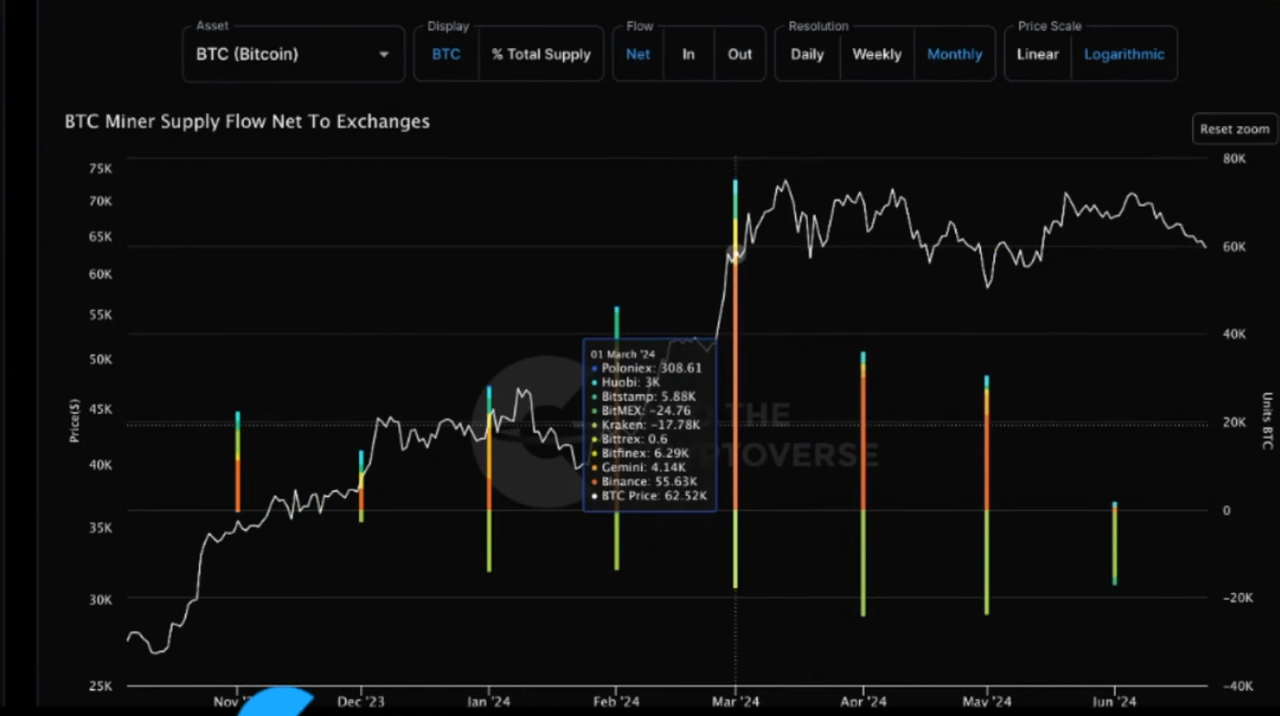 Asset Display Flow Resolution Price Scale
BTC (Bitcoin) BTC % Total Supply Net In Out Daily Weekly Monthly Linear Logarithmic
BTC Miner Supply Flow Net To Exchanges
Reset zoom
75K
70K
65K
60K
55K
50K
45K
40K
35K
30K
25K
Price($)
01 March '24
Poloniex: 308.61
Huobi: 3K
Bitstamp: 5.88K
BitMEX: -24.76
Kraken: -17.78K
Bittrex: 0.6
Bitfinex: 6.29K
Gemini: 4.14K
Binance: 55.63K
BTC Price: 62.52K
THE
80K
60K
40K
20K
0
-20K
-40K
Units BTC
Nov Dec '23 Jan '24 Feb '24 Mar '24 Apr '24 May '24 Jun '24